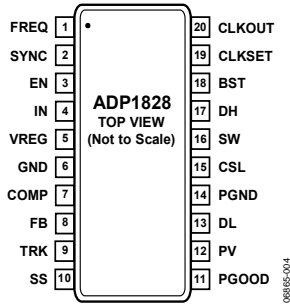 FREQ 1
SYNC 2
EN 3
IN 4
VREG 5
GND 6
COMP 7
FB 8
TRK 9
SS 10
ADP1828
TOP VIEW
(Not to Scale)
20 CLKOUT
19 CLKSET
18 BST
17 DH
16 SW
15 CSL
14 PGND
13 DL
12 PV
11 PGOOD
06865-004